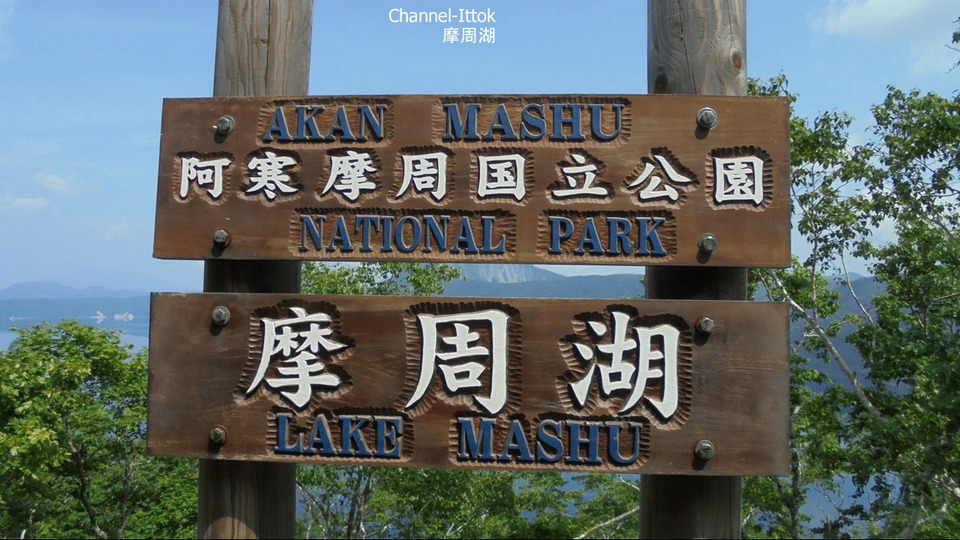 Channel-Ittok
摩周湖
AKAN MASHU
阿寒摩周国立公園
NATIONAL PARK
摩周湖
LAKE MASHU